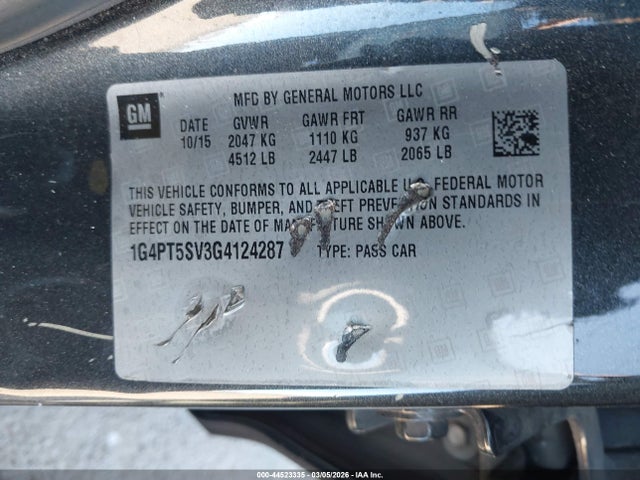 GM
MFD BY GENERAL MOTORS LLC
DATE GVWR GAWR FRT GAWR RR
10/15 2047 KG 1110 KG 937 KG
4512 LB 2447 LB 2065 LB
THIS VEHICLE CONFORMS TO ALL APPLICABLE FEDERAL MOTOR
VEHICLE SAFETY, BUMPER, AND THEFT PREVENTION STANDARDS IN
EFFECT ON THE DATE OF MANUFACTURE SHOWN ABOVE.
1G4PT5SV3G4124287 TYPE: PASS CAR
000-44523335 - 03/05/2026 - IAA Inc.